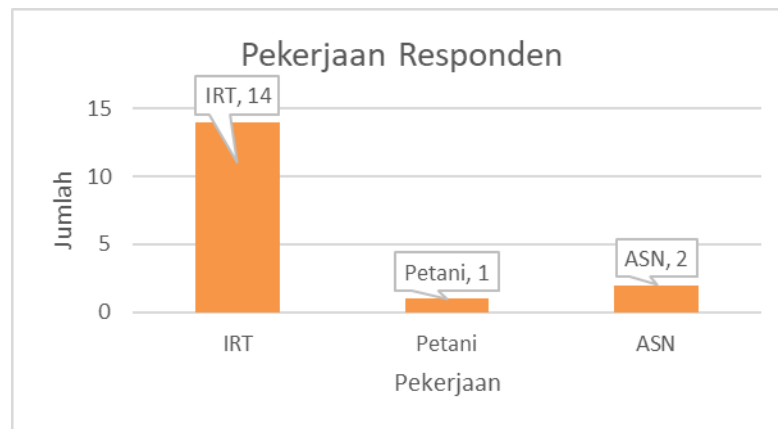 Pekerjaan Responden
IRT, 14
Petani, 1
ASN, 2
15
10
5
0
Jumlah
IRT
Petani
ASN
Pekerjaan